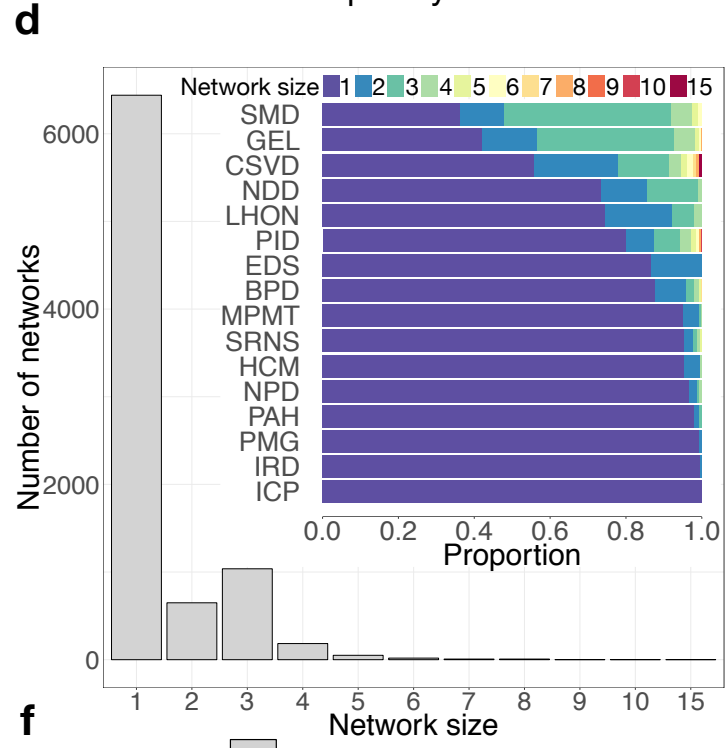 d
Network size 1 2 3 4 5 6 7 8 9 10 15
SMD
GEL
CSVD
NDD
LHON
PID
EDS
BPD
MPMT
SRNS
HCM
NPD
PAH
PMG
IRD
ICP
0.0 0.2 0.4 0.6 0.8 1.0
Proportion
Number of networks
6000
4000
2000
0
1 2 3 4 5 6 7 8 9 10 15
Network size
f